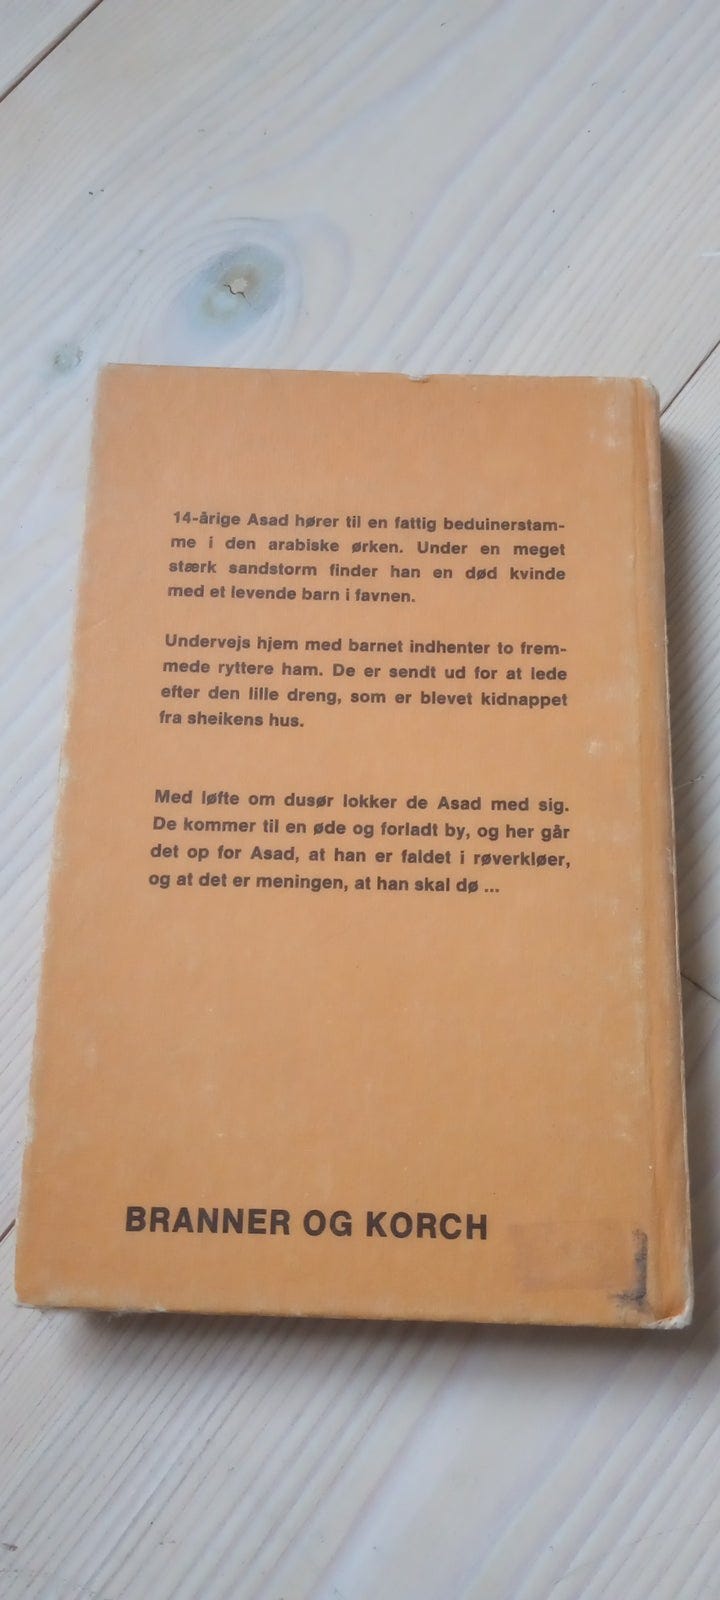 14-årige Asad hører til en fattig beduinerstam-
me i den arabiske ørken. Under en meget
stærk sandstorm finder han en død kvinde
med et levende barn i favnen.
Undervejs hjem med barnet indhenter to frem-
mede ryttere ham. De er sendt ud for at lede
efter den lille dreng, som er blevet kidnappet
fra sheikens hus.
Med løfte om dusør lokker de Asad med sig.
De kommer til en øde og forladt by, og her går
det op for Asad, at han er faldet i røverkløer,
og at det er meningen, at han skal dø ...
BRANNER OG KORCH